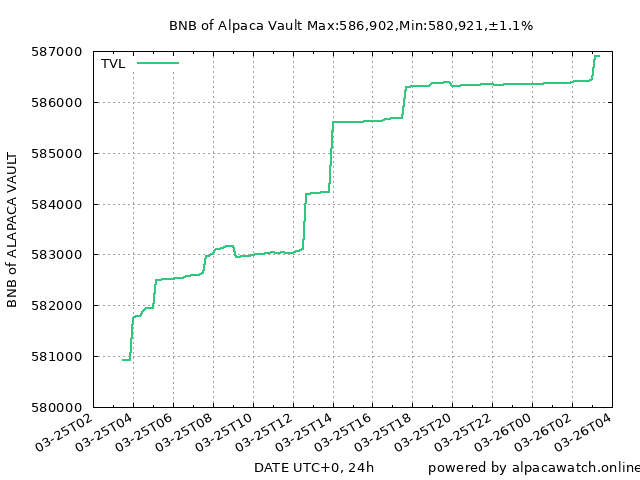 BNB of Alpaca Vault Max:586,902,Min:580,921,±1.1%
TVL
BNB of ALAPACA VAULT
587000
586000
585000
584000
583000
582000
581000
580000
03-25T02
03-25T04
03-25T06
03-25T08
03-25T10
03-25T12
03-25T14
03-25T16
03-25T18
03-25T20
03-25T22
03-26T00
03-26T02
03-26T04
DATE UTC+0, 24h
powered by alpacawatch.online